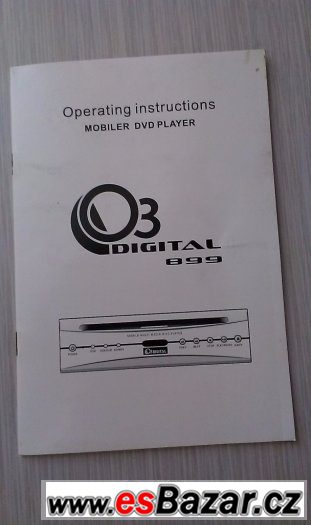 Operating instructions
MOBILER DVD PLAYER
O3
DIGITAL
899
www.esBazar.cz